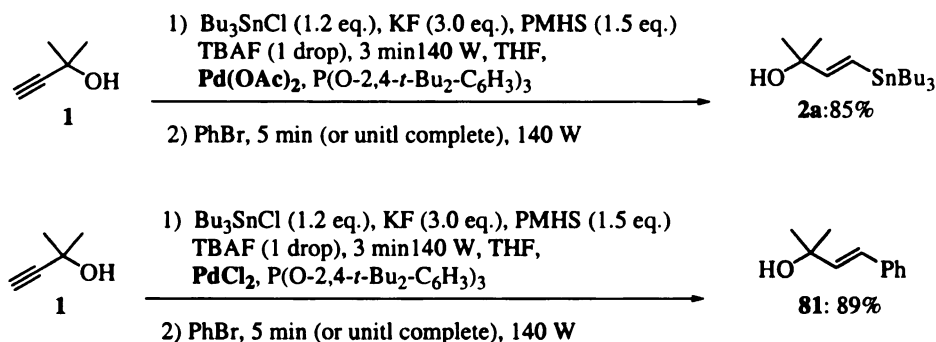 1) Bu₃SnCl (1.2 eq.), KF (3.0 eq.), PMHS (1.5 eq.)
TBAF (1 drop), 3 min140 W, THF,
Pd(OAc)₂, P(O-2,4-t-Bu₂-C₆H₃)₃
OH
1
HO
SnBu₃
2a:85%
2) PhBr, 5 min (or unitl complete), 140 W
1) Bu₃SnCl (1.2 eq.), KF (3.0 eq.), PMHS (1.5 eq.)
TBAF (1 drop), 3 min140 W, THF,
PdCl₂, P(O-2,4-t-Bu₂-C₆H₃)₃
OH
1
HO
Ph
81: 89%
2) PhBr, 5 min (or unitl complete), 140 W